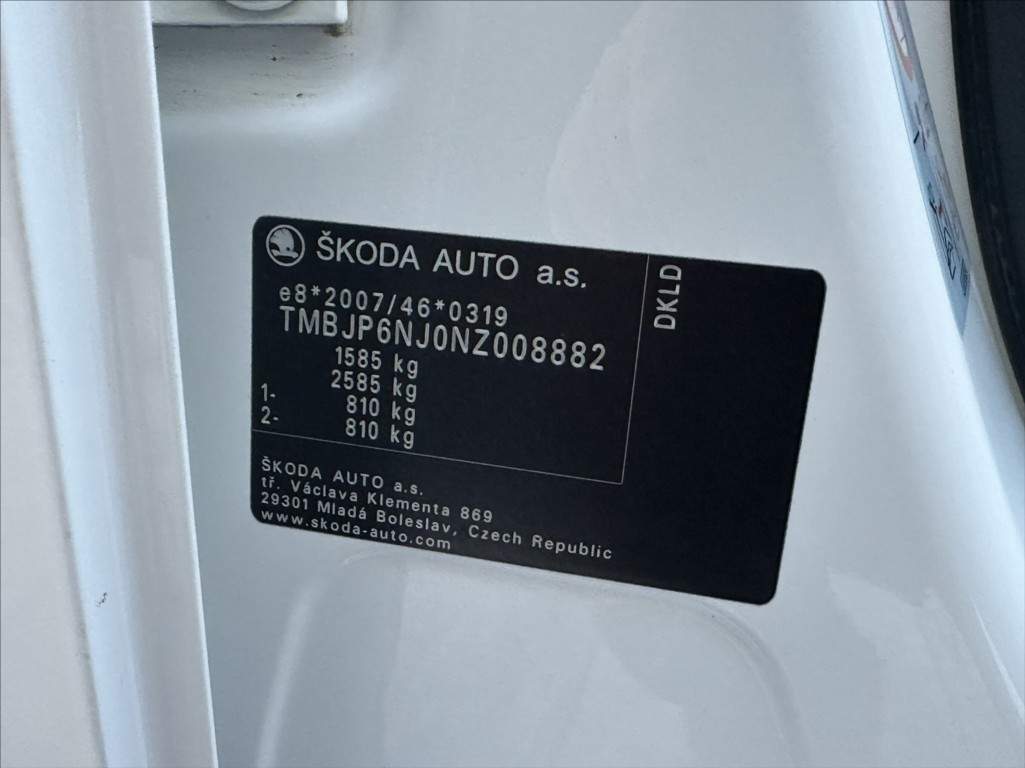 ŠKODA AUTO a.s.
DKLD
e8*2007/46*0319
TMBJP6NJ0NZ008882
1585 kg
2585 kg
1- 810 kg
2- 810 kg
ŠKODA AUTO a.s.
tř. Václava Klementa 869
29301 Mladá Boleslav, Czech Republic
www.skoda-auto.com